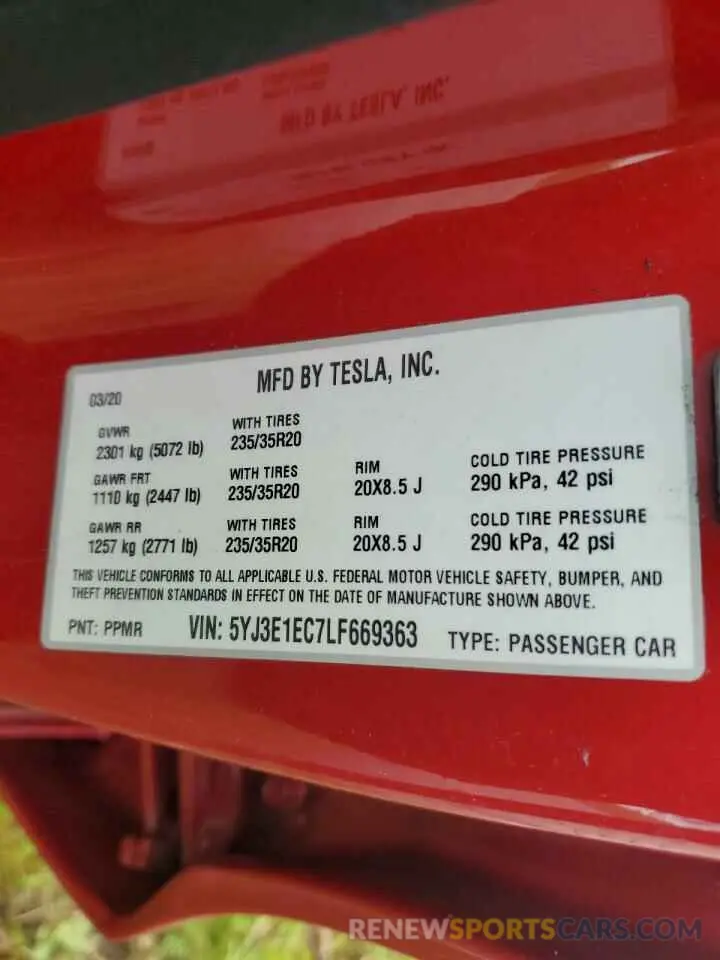 MFD BY TESLA, INC.
MFD BY TESLA, INC.
03/20
GVWR
2301 kg (5072 lb)
WITH TIRES
235/35R20
GAWR FRT
1110 kg (2447 lb)
WITH TIRES
235/35R20
RIM
20X8.5 J
COLD TIRE PRESSURE
290 kPa, 42 psi
GAWR RR
1257 kg (2771 lb)
WITH TIRES
235/35R20
RIM
20X8.5 J
COLD TIRE PRESSURE
290 kPa, 42 psi
THIS VEHICLE CONFORMS TO ALL APPLICABLE U.S. FEDERAL MOTOR VEHICLE SAFETY, BUMPER, AND
THEFT PREVENTION STANDARDS IN EFFECT ON THE DATE OF MANUFACTURE SHOWN ABOVE.
PNT: PPMR VIN: 5YJ3E1EC7LF669363 TYPE: PASSENGER CAR
RENEWSPORTSCARS.COM